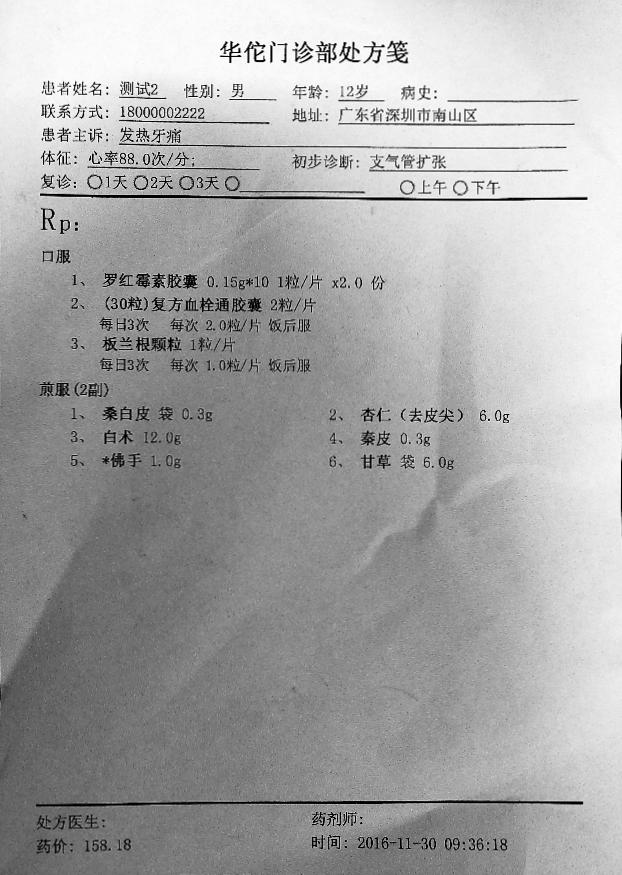 华佗门诊部处方笺
患者姓名: 测试2 性别: 男 年龄: 12岁 病史:
联系方式: 18000002222 地址: 广东省深圳市南山区
患者主诉: 发热牙痛
体征: 心率88.0次/分; 初步诊断: 支气管扩张
复诊: ○1天 ○2天 ○3天 ○ ○上午 ○下午
Rp:
口服
1、 罗红霉素胶囊 0.15g*10 1粒/片 x2.0 份
2、 (30粒)复方血栓通胶囊 2粒/片
每日3次 每次 2.0粒/片 饭后服
3、 板兰根颗粒 1粒/片
每日3次 每次 1.0粒/片 饭后服
煎服(2副)
1、 桑白皮 袋 0.3g 2、 杏仁（去皮尖） 6.0g
3、 白术 12.0g 4、 秦皮 0.3g
5、 *佛手 1.0g 6、 甘草 袋 6.0g
处方医生: 药剂师:
药价: 158.18 时间: 2016-11-30 09:36:18